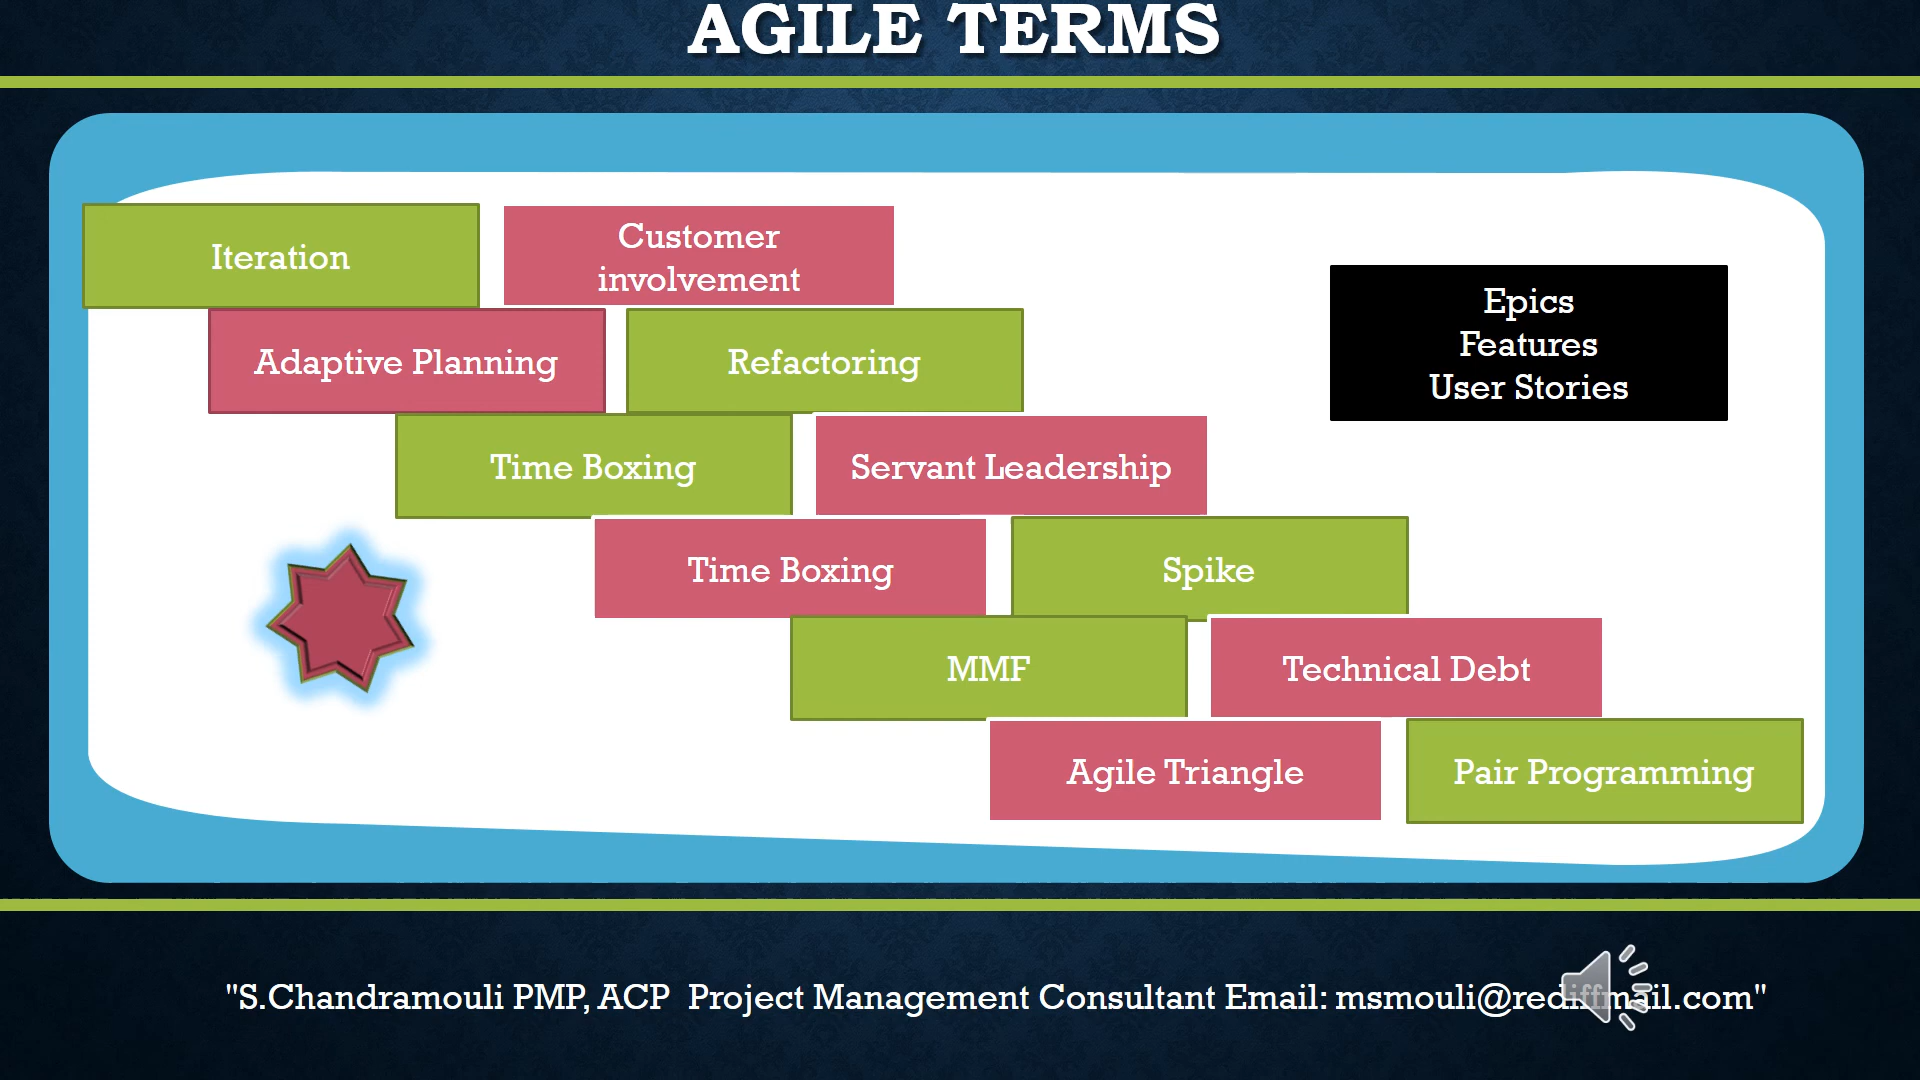 AGILE TERMS
Iteration
Customer
involvement
Epics
Features
User Stories
Adaptive Planning
Refactoring
Time Boxing
Servant Leadership
Time Boxing
Spike
MMF
Technical Debt
Agile Triangle
Pair Programming
"S.Chandramouli PMP, ACP  Project Management Consultant Email: msmouli@rediffmail.com"